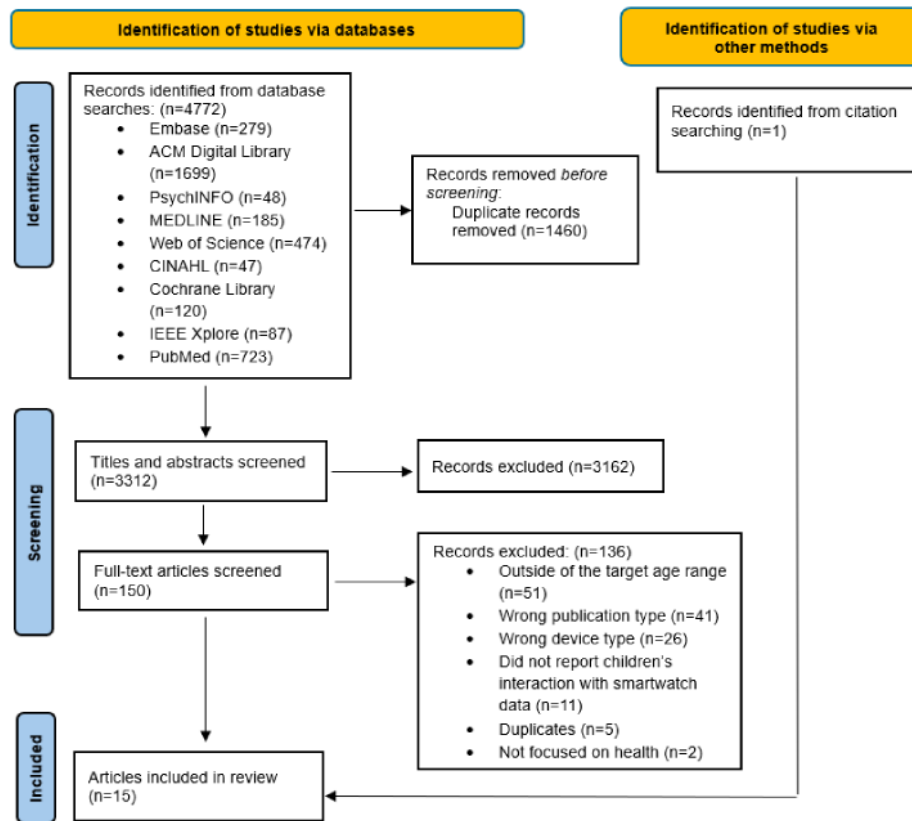 Identification of studies via databases
Identification of studies via
other methods
Identification
Records identified from database
searches: (n=4772)
• Embase (n=279)
• ACM Digital Library
(n=1699)
• PsychINFO (n=48)
• MEDLINE (n=185)
• Web of Science (n=474)
• CINAHL (n=47)
• Cochrane Library
(n=120)
• IEEE Xplore (n=87)
• PubMed (n=723)
Records removed before
screening:
Duplicate records
removed (n=1460)
Records identified from citation
searching (n=1)
Screening
Titles and abstracts screened
(n=3312)
Records excluded (n=3162)
Full-text articles screened
(n=150)
Records excluded: (n=136)
• Outside of the target age range
(n=51)
• Wrong publication type (n=41)
• Wrong device type (n=26)
• Did not report children's
interaction with smartwatch
data (n=11)
• Duplicates (n=5)
• Not focused on health (n=2)
Included
Articles included in review
(n=15)